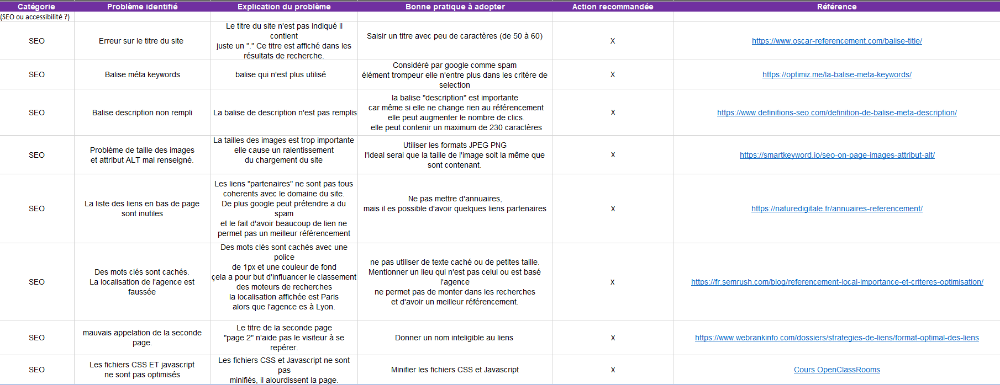 Catégorie Problème identifié Explication du problème Bonne pratique à adopter Action recommandée Référence
(SEO ou accessibilité ?)
SEO
Erreur sur le titre du site
Le titre du site n'est pas indiqué il
contient
juste un "." Ce titre est affiché dans les
résultats de recherche.
Saisir un titre avec peu de caractères (de 50 à 60)
X
https://www.oscar-referencement.com/balise-title/
SEO
Balise méta keywords
balise qui n'est plus utilisé
Considéré par google comme spam
élément trompeur elle n'entre plus dans les critére de
selection
X
https://optimiz.me/la-balise-meta-keywords/
SEO
Balise description non rempli
La balise de description n'est pas remplis
la balise "description" est importante
car même si elle ne change rien au référencement
elle peut augmenter le nombre de clics.
elle peut contenir un maximum de 230 caractères
X
https://www.definitions-seo.com/definition-de-balise-meta-description/
SEO
Problème de taille des images
et attribut ALT mal renseigné.
La tailles des images est trop importante
elle cause un ralentissement
du chargement du site
Utiliser les formats JPEG PNG
l'Ideal serai que la taille de l'image soit la même que
sont contenant.
X
https://smartkeyword.io/seo-on-page-images-attribut-alt/
SEO
La liste des liens en bas de page
sont inutiles
Les liens "partenaires" ne sont pas tous
coherents avec le domaine du site.
De plus google peut prétendre a du
spam
et le fait d'avoir beaucoup de lien ne
permet pas un meilleur référencement
Ne pas mettre d'annuaires,
mais il es possible d'avoir quelques liens partenaires
X
https://naturedigitale.fr/annuaires-referencement/
SEO
Des mots clés sont cachés.
La localisation de l'agence est
faussée
Des mots clés sont cachés avec une
police
de 1px et une couleur de fond
çela a pour but d'influancer le classement
des moteurs de recherches
la localisation affichée est Paris
alors que l'agence es à Lyon.
ne pas utiliser de texte caché ou de petites taille.
Mentionner un lieu qui n'est pas celui ou est basé
l'agence
ne permet pas de monter dans les recherches
et d'avoir un meilleur référencement.
X
https://fr.semrush.com/blog/referencement-local-importance-et-criteres-optimisation/
SEO
mauvais appelation de la seconde
page.
Le titre de la seconde page
"page 2" n'aide pas le visiteur à se
repérer.
Donner un nom inteligible au liens
X
https://www.webrankinfo.com/dossiers/strategies-de-liens/format-optimal-des-liens
SEO
Les fichiers CSS ET javascript
ne sont pas optimisés
Les fichiers CSS et Javascript ne sont
pas
minifiés, il alourdissent la page.
Minifier les fichiers CSS et Javascript
X
Cours OpenClassRooms